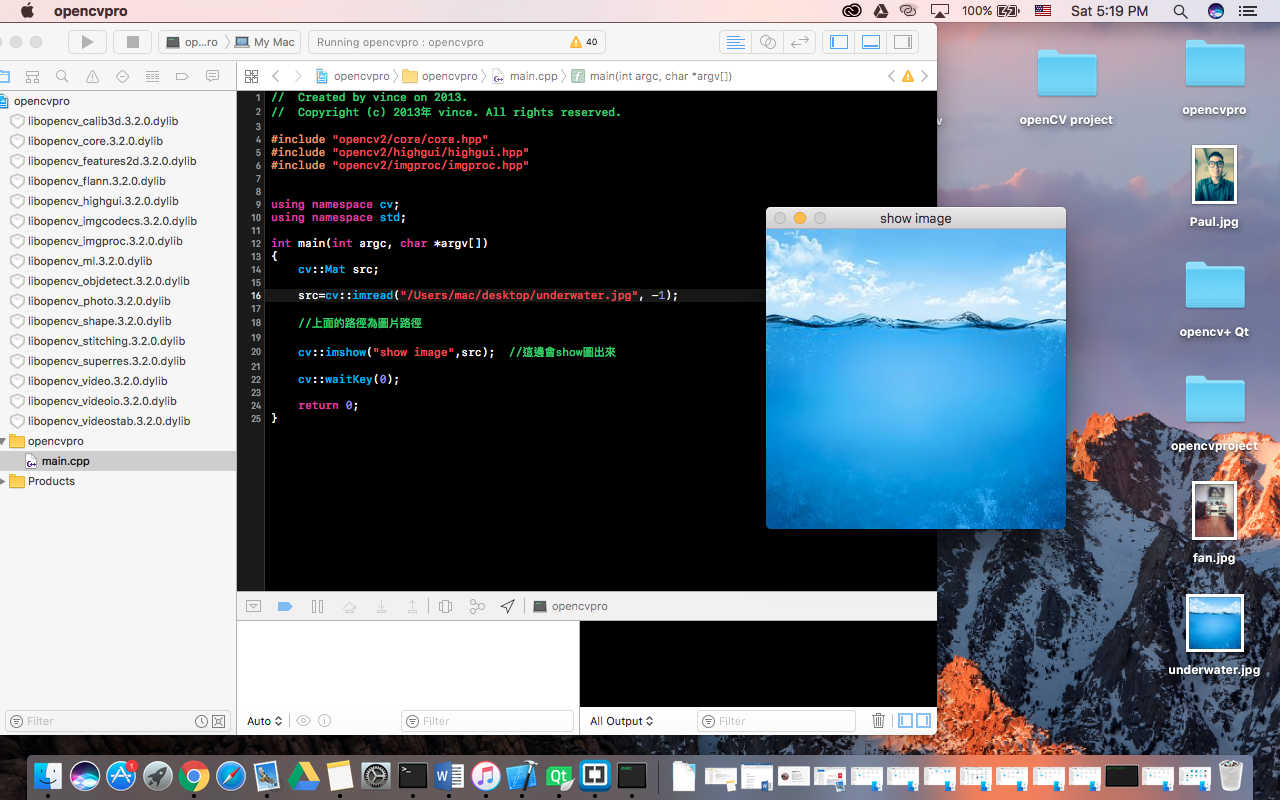 opencvpro
100%
Sat 5:19 PM
op...ro
My Mac
Running opencvpro : opencvpro
40
opencvpro
opencvpro
main.cpp
main(int argc, char *argv[])
opencvpro
libopencv_calib3d.3.2.0.dylib
libopencv_core.3.2.0.dylib
libopencv_features2d.3.2.0.dylib
libopencv_flann.3.2.0.dylib
libopencv_highgui.3.2.0.dylib
libopencv_imgcodecs.3.2.0.dylib
libopencv_imgproc.3.2.0.dylib
libopencv_ml.3.2.0.dylib
libopencv_objdetect.3.2.0.dylib
libopencv_photo.3.2.0.dylib
libopencv_shape.3.2.0.dylib
libopencv_stitching.3.2.0.dylib
libopencv_superres.3.2.0.dylib
libopencv_video.3.2.0.dylib
libopencv_videoio.3.2.0.dylib
libopencv_videostab.3.2.0.dylib
opencvpro
main.cpp
Products
Filter
1 //  Created by vince on 2013.
2 //  Copyright (c) 2013年 vince. All rights reserved.
3
4 #include "opencv2/core/core.hpp"
5 #include "opencv2/highgui/highgui.hpp"
6 #include "opencv2/imgproc/imgproc.hpp"
7
8
9 using namespace cv;
10 using namespace std;
11
12 int main(int argc, char *argv[])
13 {
14     cv::Mat src;
15
16     src=cv::imread("/Users/mac/desktop/underwater.jpg", -1);
17
18     //上面的路徑為圖片路徑
19
20     cv::imshow("show image",src);  //這邊會show圖出來
21
22     cv::waitKey(0);
23
24     return 0;
25 }
show image
opencvpro
Auto
Filter
All Output
Filter
v
openCV project
opencvpro
Paul.jpg
opencv+ Qt
opencvproject
fan.jpg
underwater.jpg
1
Qt